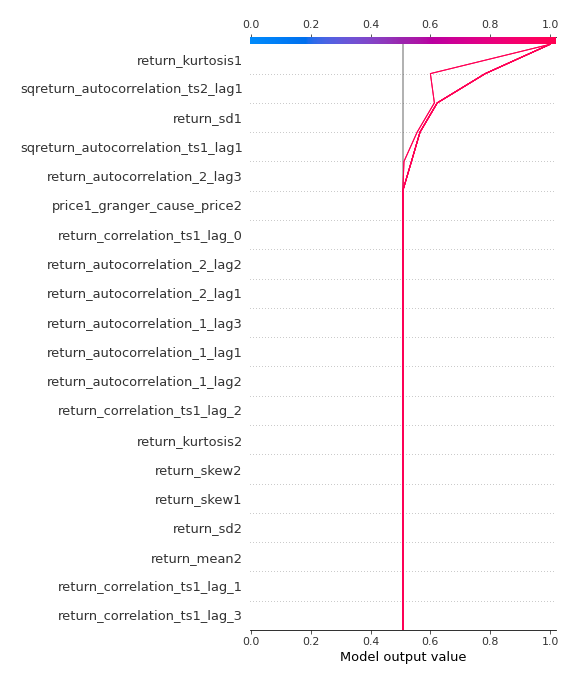 0.0 0.2 0.4 0.6 0.8 1.0
return_kurtosis1
sqreturn_autocorrelation_ts2_lag1
return_sd1
sqreturn_autocorrelation_ts1_lag1
return_autocorrelation_2_lag3
price1_granger_cause_price2
return_correlation_ts1_lag_0
return_autocorrelation_2_lag2
return_autocorrelation_2_lag1
return_autocorrelation_1_lag3
return_autocorrelation_1_lag1
return_autocorrelation_1_lag2
return_correlation_ts1_lag_2
return_kurtosis2
return_skew2
return_skew1
return_sd2
return_mean2
return_correlation_ts1_lag_1
return_correlation_ts1_lag_3
0.0 0.2 0.4 0.6 0.8 1.0
Model output value